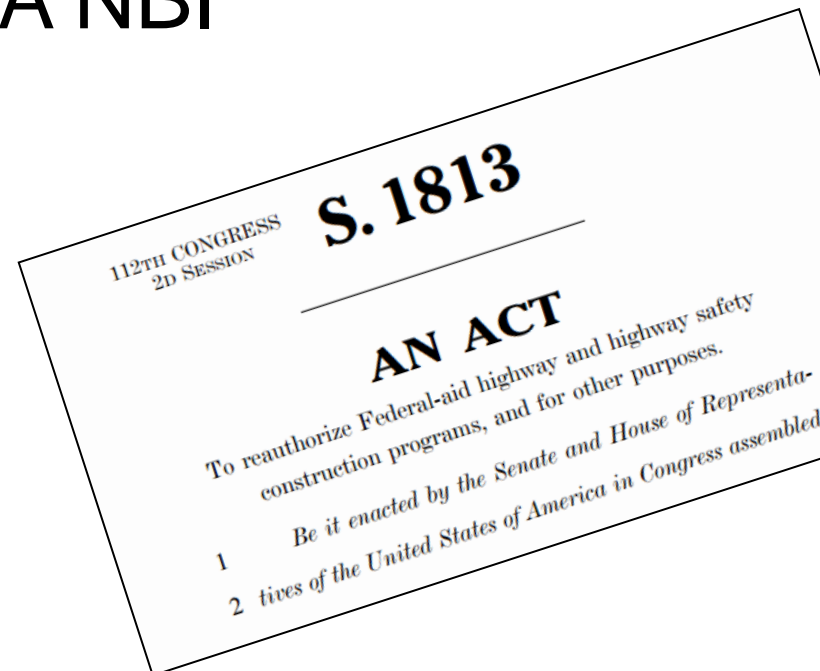 A NBI
112TH CONGRESS
2D SESSION
S. 1813
AN ACT
To reauthorize Federal-aid highway and highway safety
construction programs, and for other purposes.
1 Be it enacted by the Senate and House of Representa-
2 tives of the United States of America in Congress assembled